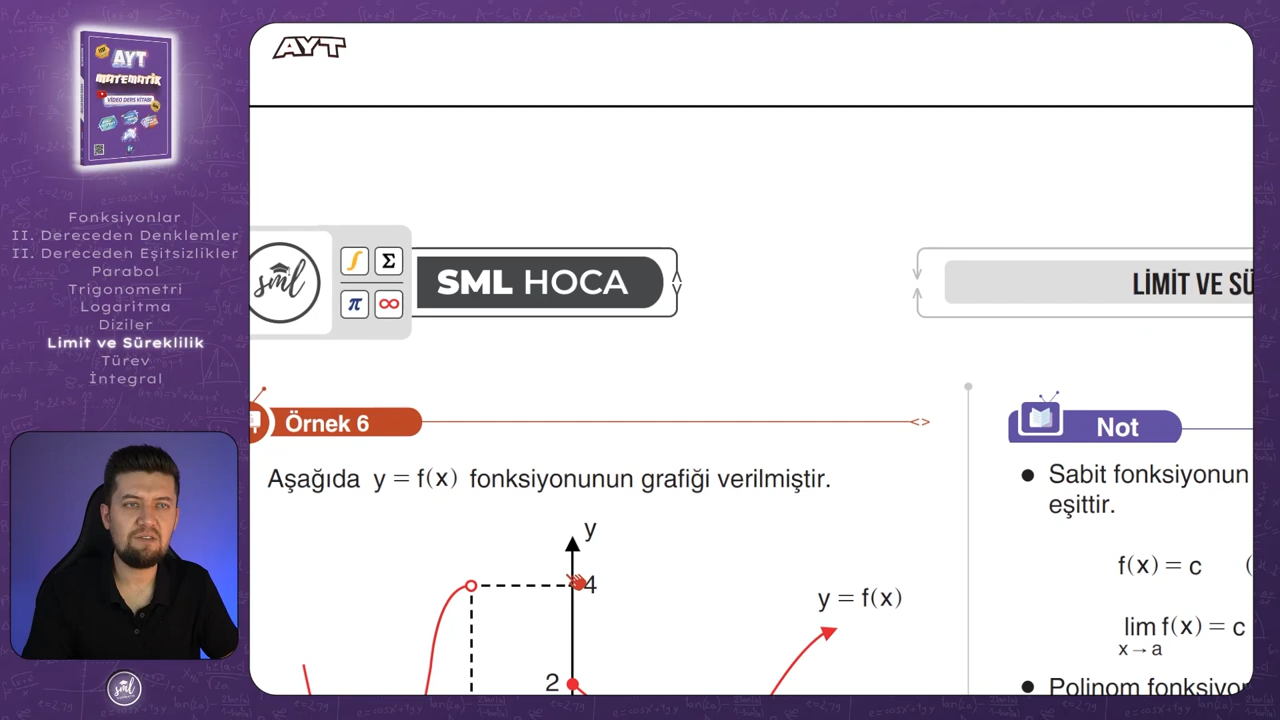 AYT
MATEMATİK
VİDEO DERS KİTABI
Fonksiyonlar
II. Dereceden Denklemler
II. Dereceden Eşitsizlikler
Parabol
Trigonometri
Logaritma
Diziler
Limit ve Süreklilik
Türev
İntegral
sml
AYT
sml
∫ Σ
π ∞
SML HOCA
LİMİT VE SÜ
Örnek 6
Aşağıda y = f(x) fonksiyonunun grafiği verilmiştir.
y
4
y = f(x)
2
Not
● Sabit fonksiyonun
eşittir.
f(x) = c (
lim f(x) = c
x → a
● Polinom fonksiyon